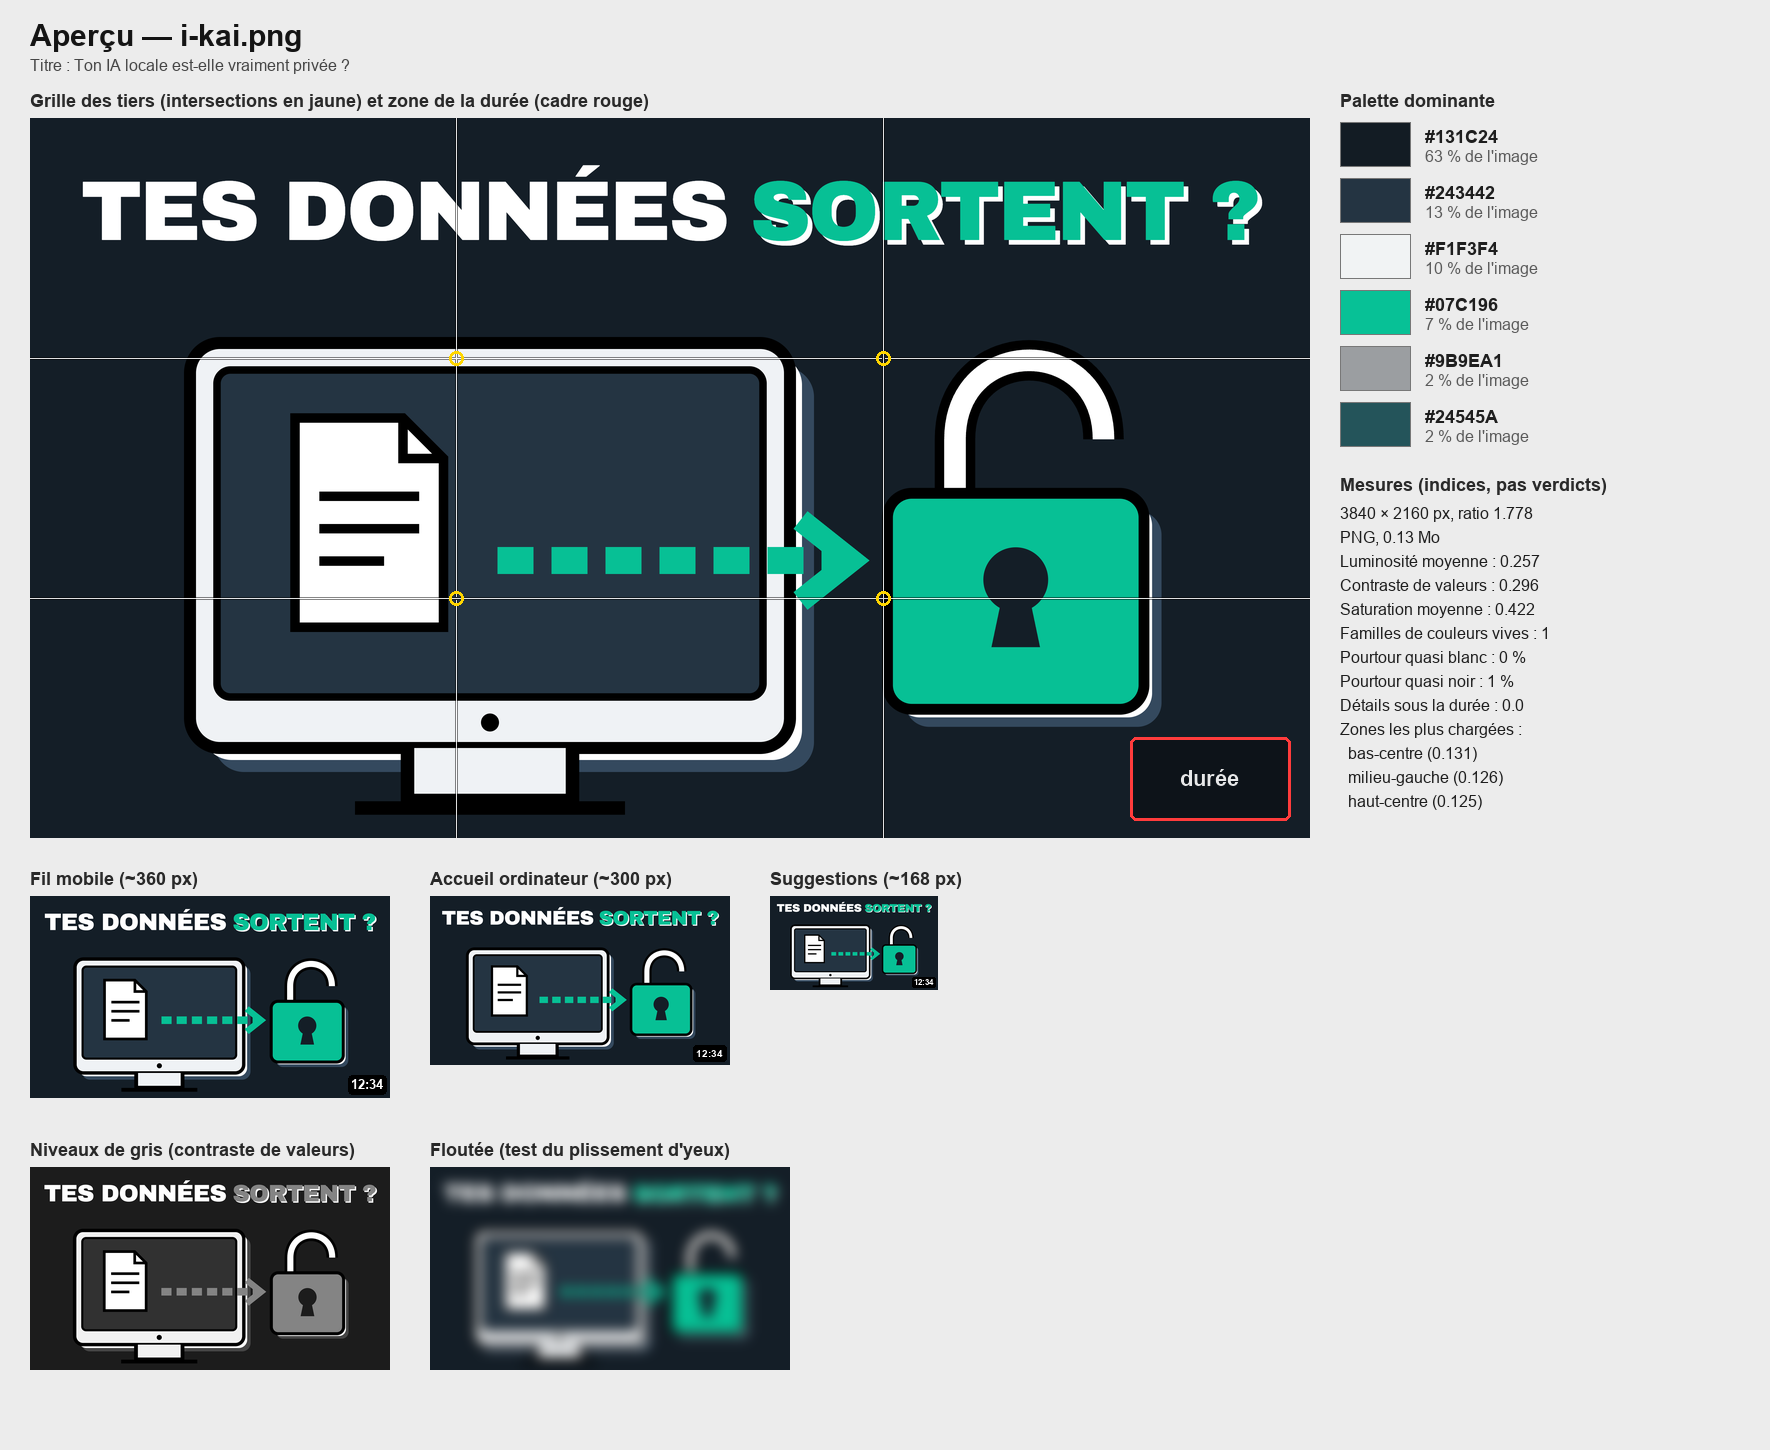 Aperçu — i-kai.png
Titre : Ton IA locale est-elle vraiment privée ?
Grille des tiers (intersections en jaune) et zone de la durée (cadre rouge)
TES DONNÉES SORTENT ?
durée
Palette dominante
#131C24
63 % de l'image
#243442
13 % de l'image
#F1F3F4
10 % de l'image
#07C196
7 % de l'image
#9B9EA1
2 % de l'image
#24545A
2 % de l'image
Mesures (indices, pas verdicts)
3840 × 2160 px, ratio 1.778
PNG, 0.13 Mo
Luminosité moyenne : 0.257
Contraste de valeurs : 0.296
Saturation moyenne : 0.422
Familles de couleurs vives : 1
Pourtour quasi blanc : 0 %
Pourtour quasi noir : 1 %
Détails sous la durée : 0.0
Zones les plus chargées :
bas-centre (0.131)
milieu-gauche (0.126)
haut-centre (0.125)
Fil mobile (~360 px)
TES DONNÉES SORTENT ?
12:34
Accueil ordinateur (~300 px)
TES DONNÉES SORTENT ?
12:34
Suggestions (~168 px)
TES DONNÉES SORTENT ?
12:34
Niveaux de gris (contraste de valeurs)
TES DONNÉES SORTENT ?
Floutée (test du plissement d'yeux)
TES DONNÉES SORTENT ?